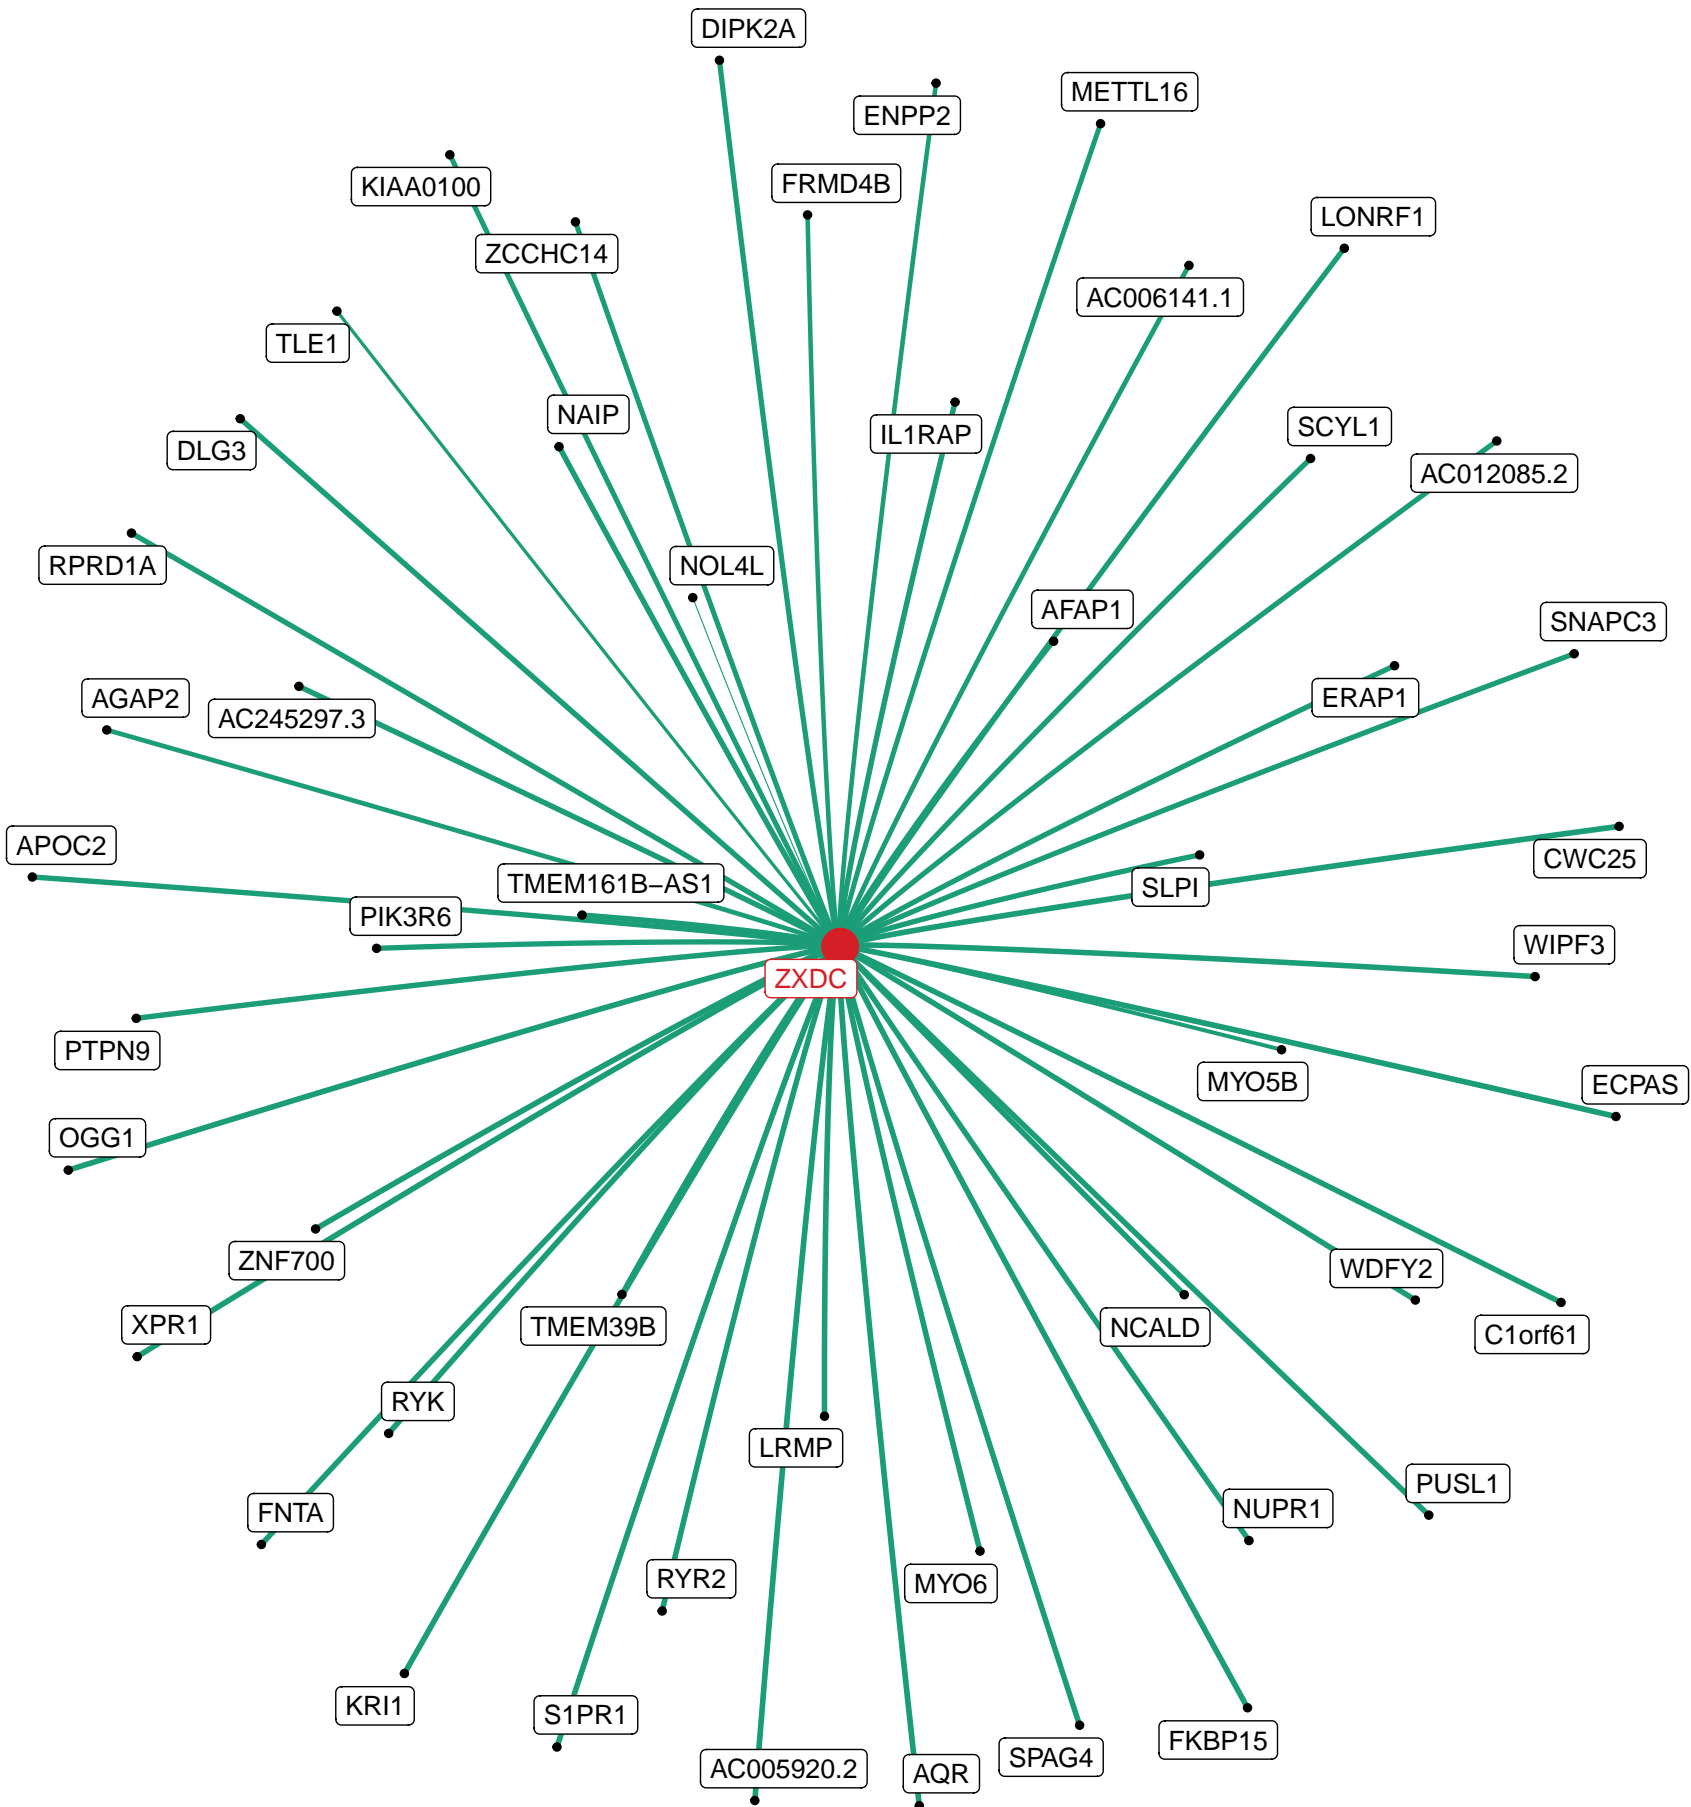 DIPK2A
ENPP2
METTL16
KIAA0100
FRMD4B
LONRF1
ZCCHC14
AC006141.1
TLE1
NAIP
IL1RAP
SCYL1
DLG3
AC012085.2
RPRD1A
NOL4L
AFAP1
SNAPC3
AGAP2
AC245297.3
ERAP1
APOC2
CWC25
TMEM161B−AS1
SLPI
PIK3R6
WIPF3
ZXDC
PTPN9
MYO5B
ECPAS
OGG1
ZNF700
WDFY2
XPR1
TMEM39B
NCALD
C1orf61
RYK
LRMP
PUSL1
FNTA
NUPR1
RYR2
MYO6
KRI1
S1PR1
FKBP15
SPAG4
AC005920.2
AQR